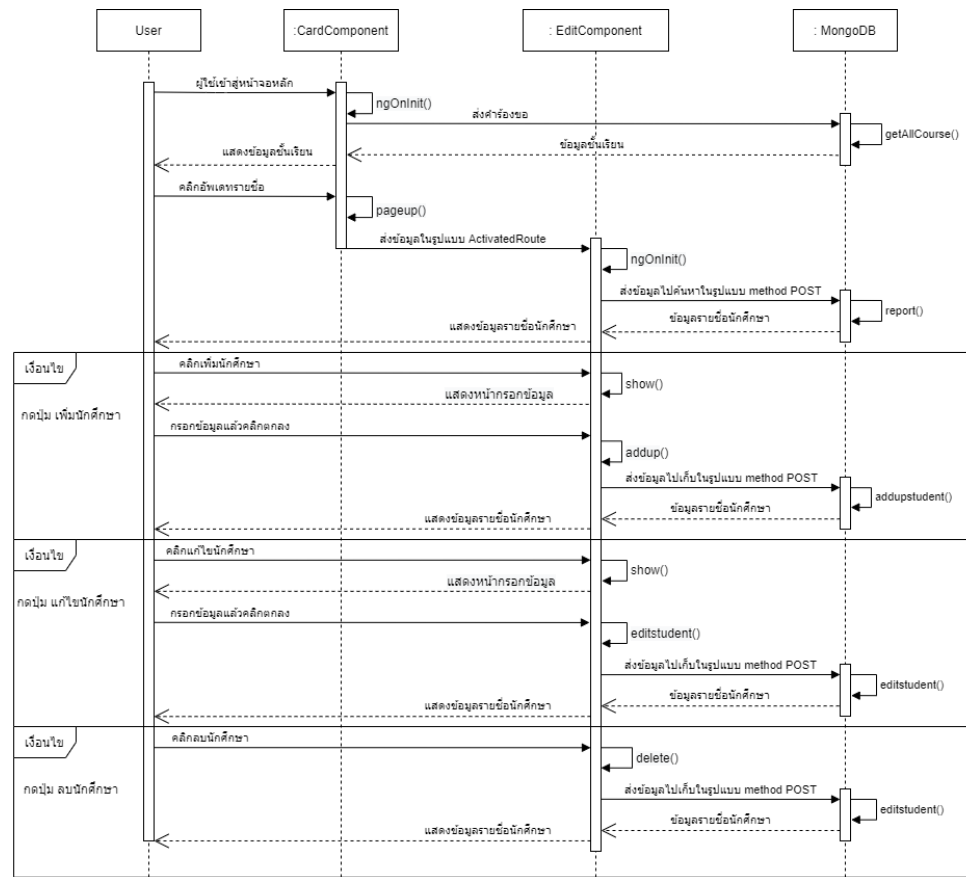 User
:CardComponent
: EditComponent
: MongoDB
ผู้ใช้เข้าสู่หน้าจอหลัก
ngOnInit()
ส่งคำร้องขอ
getAllCourse()
ข้อมูลชั้นเรียน
แสดงข้อมูลชั้นเรียน
คลิกอัพเดทรายชื่อ
pageup()
ส่งข้อมูลในรูปแบบ ActivatedRoute
ngOnInit()
ส่งข้อมูลไปค้นหาในรูปแบบ method POST
report()
ข้อมูลรายชื่อนักศึกษา
แสดงข้อมูลรายชื่อนักศึกษา
เงื่อนไข
คลิกเพิ่มนักศึกษา
show()
แสดงหน้ากรอกข้อมูล
กดปุ่ม เพิ่มนักศึกษา
กรอกข้อมูลแล้วคลิกตกลง
addup()
ส่งข้อมูลไปเก็บในรูปแบบ method POST
addupstudent()
ข้อมูลรายชื่อนักศึกษา
แสดงข้อมูลรายชื่อนักศึกษา
เงื่อนไข
คลิกแก้ไขนักศึกษา
show()
แสดงหน้ากรอกข้อมูล
กดปุ่ม แก้ไขนักศึกษา
กรอกข้อมูลแล้วคลิกตกลง
editstudent()
ส่งข้อมูลไปเก็บในรูปแบบ method POST
editstudent()
ข้อมูลรายชื่อนักศึกษา
แสดงข้อมูลรายชื่อนักศึกษา
เงื่อนไข
คลิกลบนักศึกษา
delete()
กดปุ่ม ลบนักศึกษา
ส่งข้อมูลไปเก็บในรูปแบบ method POST
editstudent()
ข้อมูลรายชื่อนักศึกษา
แสดงข้อมูลรายชื่อนักศึกษา